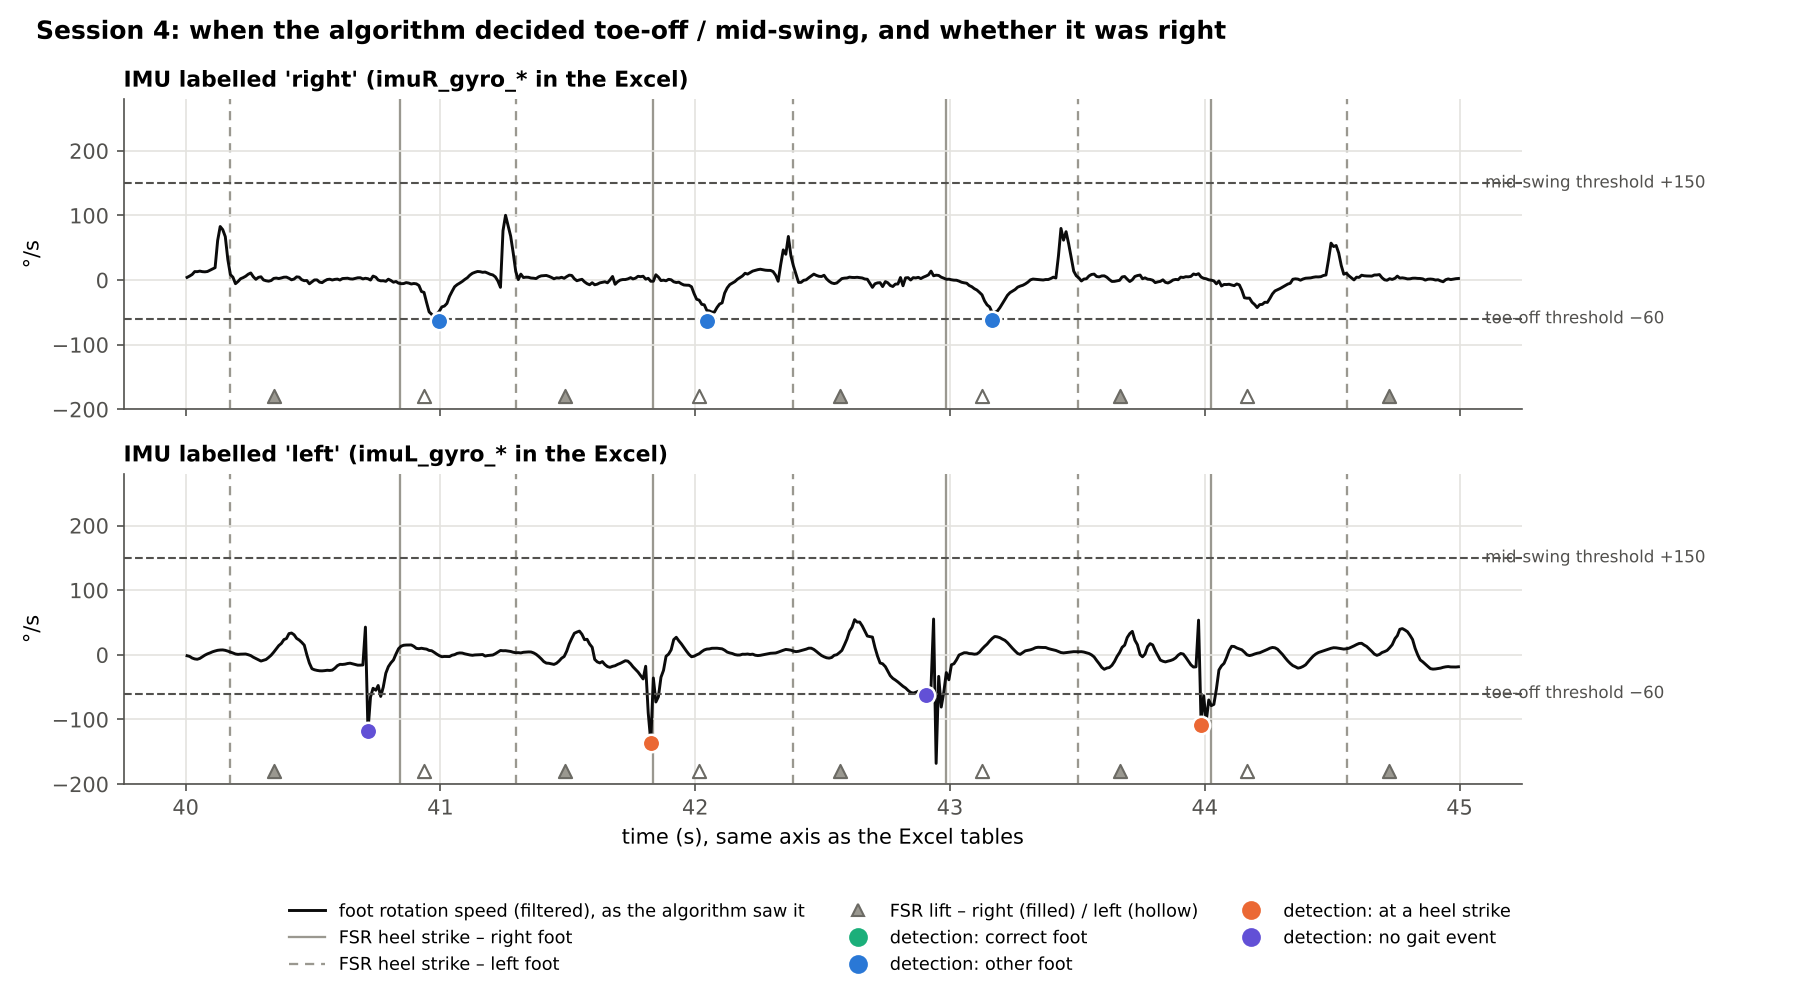 Session 4: when the algorithm decided toe-off / mid-swing, and whether it was right
IMU labelled 'right' (imuR_gyro_* in the Excel)
200
mid-swing threshold +150
100
°/s
0
toe-off threshold −60
−100
−200
IMU labelled 'left' (imuL_gyro_* in the Excel)
200
mid-swing threshold +150
100
°/s
0
toe-off threshold −60
−100
−200
40 41 42 43 44 45
time (s), same axis as the Excel tables
foot rotation speed (filtered), as the algorithm saw it
FSR heel strike – right foot
FSR heel strike – left foot
FSR lift – right (filled) / left (hollow)
detection: correct foot
detection: other foot
detection: at a heel strike
detection: no gait event